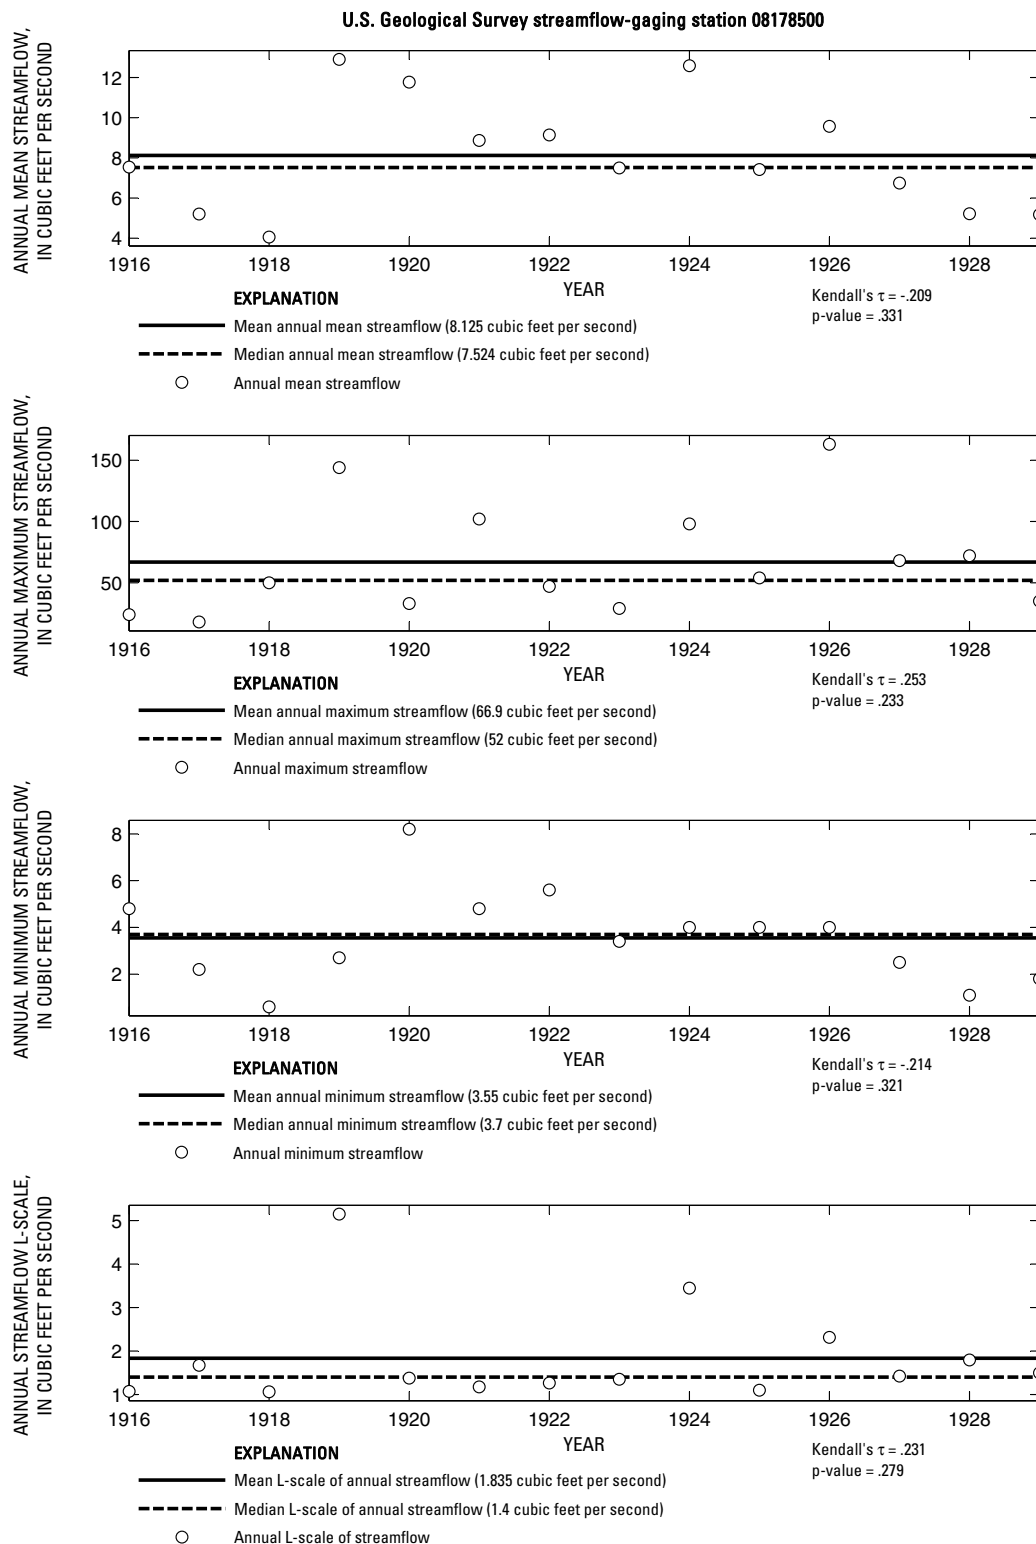 U.S. Geological Survey streamflow-gaging station 08178500
ANNUAL MEAN STREAMFLOW,
IN CUBIC FEET PER SECOND
12
10
8
6
4
1916 1918 1920 1922 1924 1926 1928
YEAR
EXPLANATION
Mean annual mean streamflow (8.125 cubic feet per second)
Median annual mean streamflow (7.524 cubic feet per second)
Annual mean streamflow
Kendall's τ = -.209
p-value = .331
ANNUAL MAXIMUM STREAMFLOW,
IN CUBIC FEET PER SECOND
150
100
50
1916 1918 1920 1922 1924 1926 1928
YEAR
EXPLANATION
Mean annual maximum streamflow (66.9 cubic feet per second)
Median annual maximum streamflow (52 cubic feet per second)
Annual maximum streamflow
Kendall's τ = .253
p-value = .233
ANNUAL MINIMUM STREAMFLOW,
IN CUBIC FEET PER SECOND
8
6
4
2
1916 1918 1920 1922 1924 1926 1928
YEAR
EXPLANATION
Mean annual minimum streamflow (3.55 cubic feet per second)
Median annual minimum streamflow (3.7 cubic feet per second)
Annual minimum streamflow
Kendall's τ = -.214
p-value = .321
ANNUAL STREAMFLOW L-SCALE,
IN CUBIC FEET PER SECOND
5
4
3
2
1
1916 1918 1920 1922 1924 1926 1928
YEAR
EXPLANATION
Mean L-scale of annual streamflow (1.835 cubic feet per second)
Median L-scale of annual streamflow (1.4 cubic feet per second)
Annual L-scale of streamflow
Kendall's τ = .231
p-value = .279